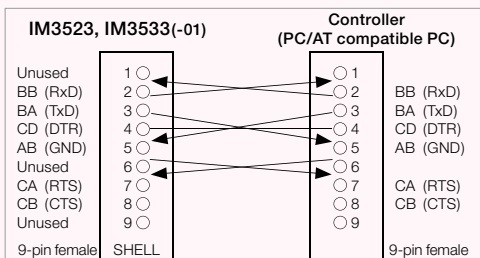 IM3523, IM3533(-01)
Controller
(PC/AT compatible PC)
Unused 1 1
BB (RxD) 2 2 BB (RxD)
BA (TxD) 3 3 BA (TxD)
CD (DTR) 4 4 CD (DTR)
AB (GND) 5 5 AB (GND)
Unused 6 6
CA (RTS) 7 7 CA (RTS)
CB (CTS) 8 8 CB (CTS)
Unused 9 9
9-pin female SHELL 9-pin female